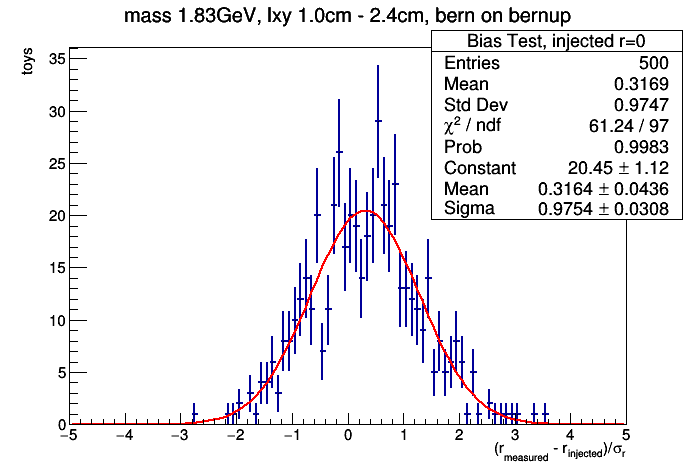 mass 1.83GeV, lxy 1.0cm - 2.4cm, bern on bernup
Bias Test, injected r=0
Entries 500
Mean 0.3169
Std Dev 0.9747
χ² / ndf 61.24 / 97
Prob 0.9983
Constant 20.45 ± 1.12
Mean 0.3164 ± 0.0436
Sigma 0.9754 ± 0.0308
toys
35
30
25
20
15
10
5
0
−5 −4 −3 −2 −1 0 1 2 3 4 5
(r_measured - r_injected)/σ_r